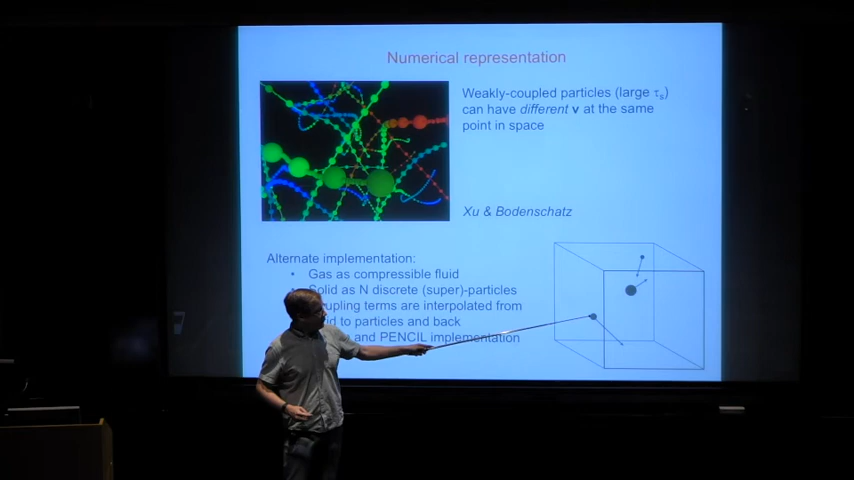 Numerical representation
Weakly-coupled particles (large τs)
can have different v at the same
point in space
Xu & Bodenschatz
Alternate implementation:
• Gas as compressible fluid
Solid as N discrete (super)-particles
terms are interpolated from
to particles and back
and PENCIL implementation